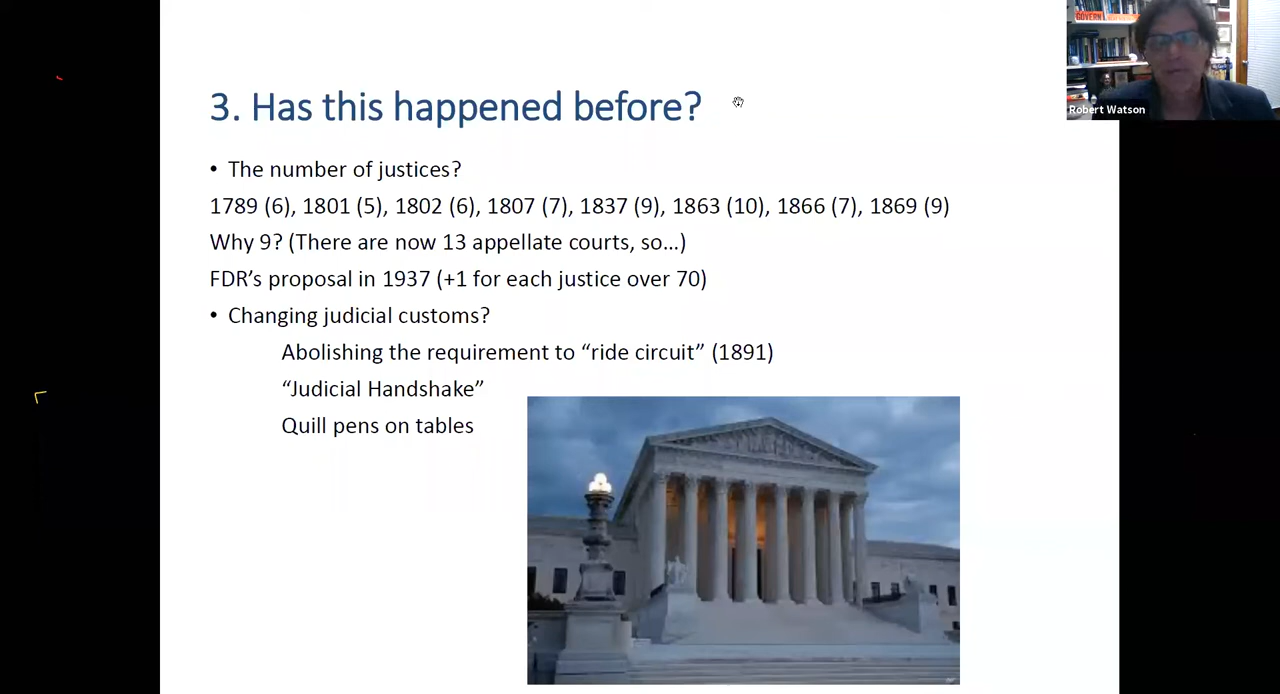 GOVERN
Robert Watson
3. Has this happened before?
• The number of justices?
1789 (6), 1801 (5), 1802 (6), 1807 (7), 1837 (9), 1863 (10), 1866 (7), 1869 (9)
Why 9? (There are now 13 appellate courts, so…)
FDR’s proposal in 1937 (+1 for each justice over 70)
• Changing judicial customs?
Abolishing the requirement to “ride circuit” (1891)
“Judicial Handshake”
Quill pens on tables